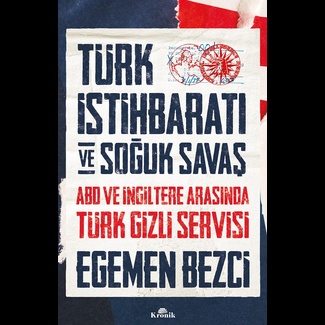 TÜRK
İSTİHBARATI
VE SOĞUK SAVAŞ
ABD VE İNGİLTERE ARASINDA
TÜRK GİZLİ SERVİSİ
EGEMEN BEZCİ
Kronik